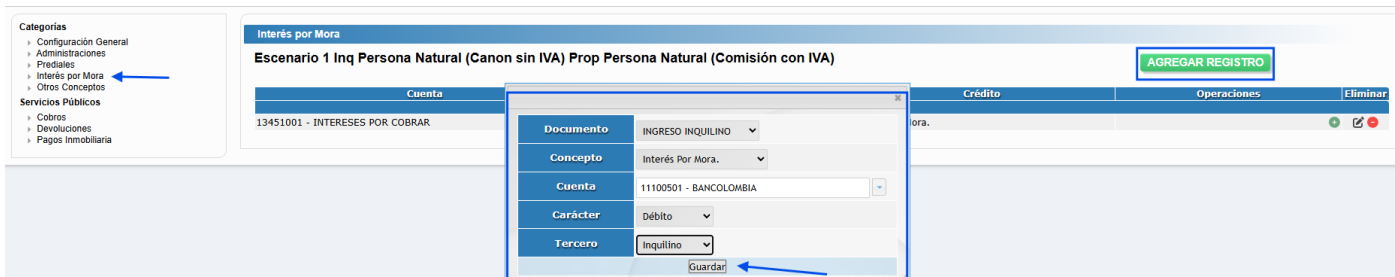 Categorías
Configuración General
Administraciones
Prediales
Interés por Mora
Otros Conceptos
Servicios Públicos
Cobros
Devoluciones
Pagos Inmobiliaria
Interés por Mora
Escenario 1 Inq Persona Natural (Canon sin IVA) Prop Persona Natural (Comisión con IVA)
AGREGAR REGISTRO
Cuenta Crédito Operaciones Eliminar
13451001 - INTERESES POR COBRAR
Documento INGRESO INQUILINO
Concepto Interés Por Mora.
Cuenta 11100501 - BANCOLOMBIA
Carácter Débito
Tercero Inquilino
Guardar